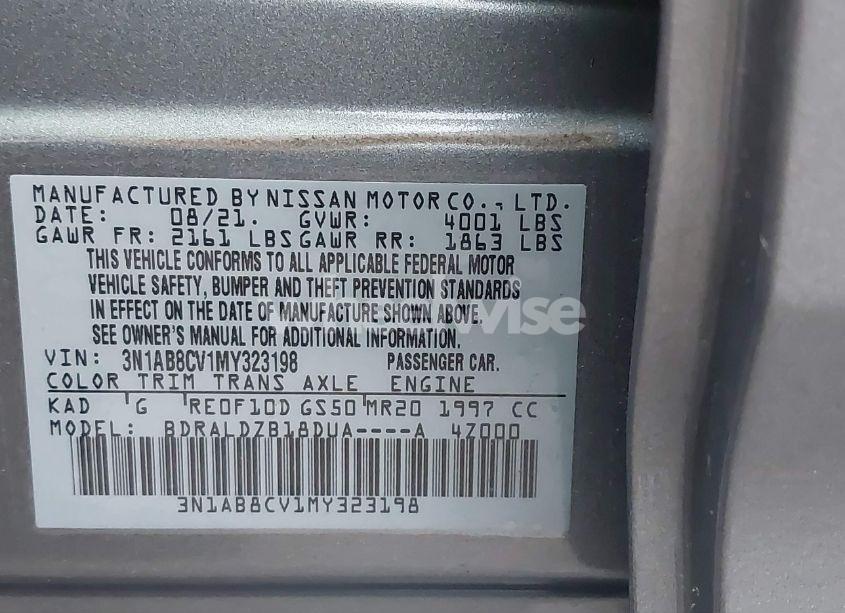 MANUFACTURED BY NISSAN MOTOR CO., LTD.
DATE: 08/21. GVWR: 4001 LBS
GAWR FR: 2161 LBS GAWR RR: 1863 LBS
THIS VEHICLE CONFORMS TO ALL APPLICABLE FEDERAL MOTOR
VEHICLE SAFETY, BUMPER AND THEFT PREVENTION STANDARDS
IN EFFECT ON THE DATE OF MANUFACTURE SHOWN ABOVE.
SEE OWNER'S MANUAL FOR ADDITIONAL INFORMATION.
VIN: 3N1AB8CV1MY323198 PASSENGER CAR.
COLOR TRIM TRANS AXLE ENGINE
KAD G RE0F10D GS50 MR20 1997 CC
MODEL: BDRALDZB18DUA----A 4Z000
3N1AB8CV1MY323198